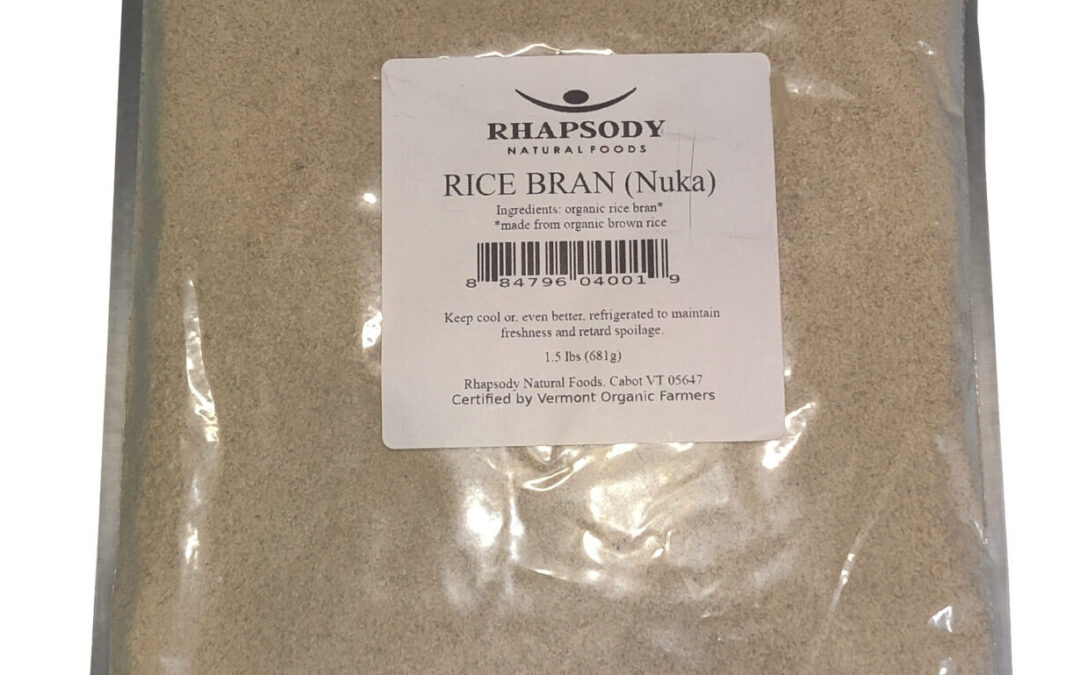 RHAPSODY
NATURAL FOODS
RICE BRAN (Nuka)
Ingredients: organic rice bran*
*made from organic brown rice
8 84796 04001 9
Keep cool or, even better, refrigerated to maintain
freshness and retard spoilage.
1.5 lbs (681g)
Rhapsody Natural Foods. Cabot VT 05647
Certified by Vermont Organic Farmers